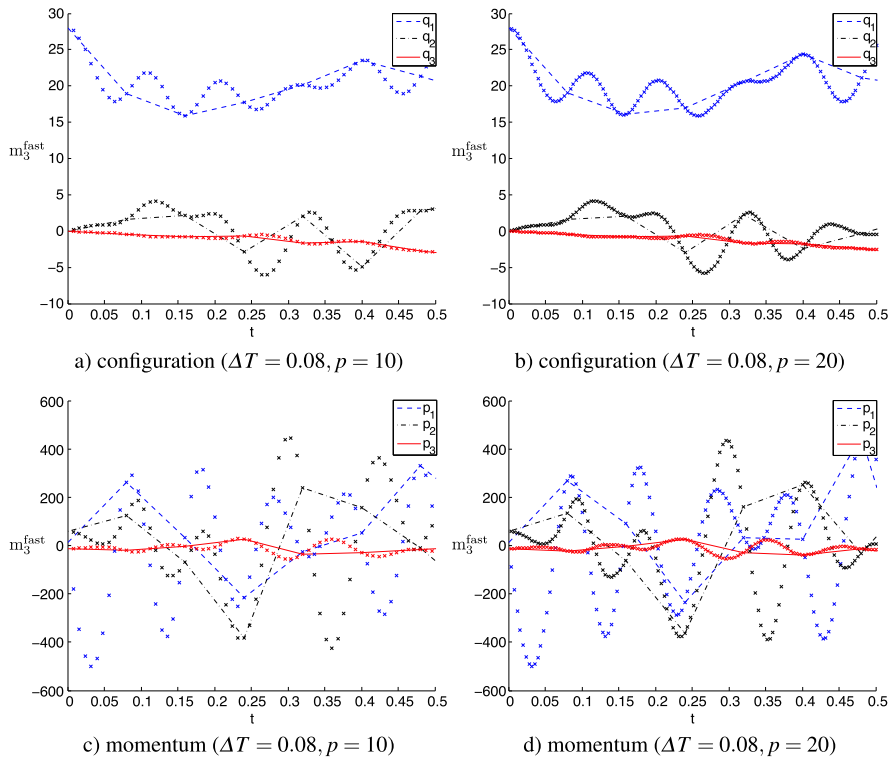 30
25
20
15
10
5
0
−5
−10
m₃ᶠᵃˢᵗ
0 0.05 0.1 0.15 0.2 0.25 0.3 0.35 0.4 0.45 0.5
t
q₁
q₂
q₃
a) configuration (ΔT = 0.08, p = 10)
30
25
20
15
10
5
0
−5
−10
m₃ᶠᵃˢᵗ
0 0.05 0.1 0.15 0.2 0.25 0.3 0.35 0.4 0.45 0.5
t
q₁
q₂
q₃
b) configuration (ΔT = 0.08, p = 20)
600
400
200
0
−200
−400
−600
m₃ᶠᵃˢᵗ
0 0.05 0.1 0.15 0.2 0.25 0.3 0.35 0.4 0.45 0.5
t
p₁
p₂
p₃
c) momentum (ΔT = 0.08, p = 10)
600
400
200
0
−200
−400
−600
m₃ᶠᵃˢᵗ
0 0.05 0.1 0.15 0.2 0.25 0.3 0.35 0.4 0.45 0.5
t
p₁
p₂
p₃
d) momentum (ΔT = 0.08, p = 20)